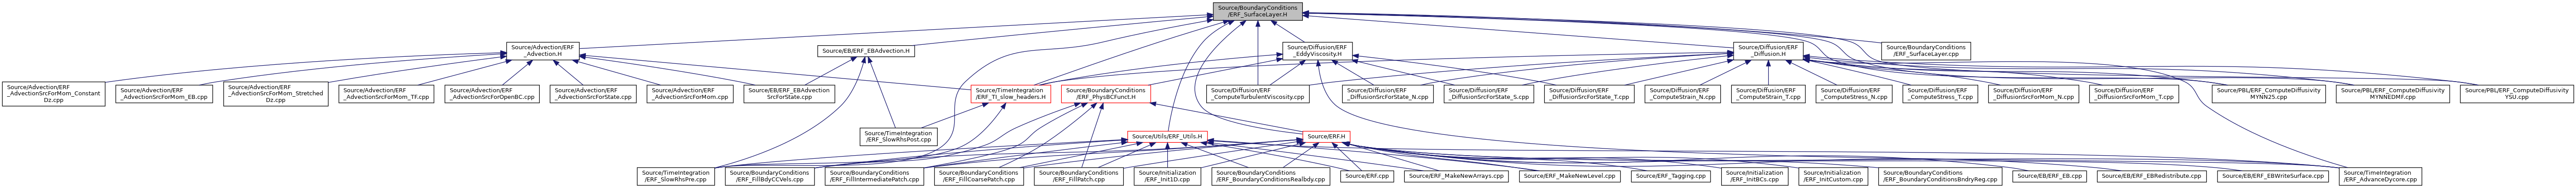 Source/BoundaryConditions
/ERF_SurfaceLayer.H
Source/Advection/ERF
_Advection.H
Source/EB/ERF_EBAdvection.H
Source/Diffusion/ERF
_EddyViscosity.H
Source/Diffusion/ERF
_Diffusion.H
Source/BoundaryConditions
/ERF_SurfaceLayer.cpp
Source/Advection/ERF
_AdvectionSrcForMom_Constant
Dz.cpp
Source/Advection/ERF
_AdvectionSrcForMom_EB.cpp
Source/Advection/ERF
_AdvectionSrcForMom_Stretched
Dz.cpp
Source/Advection/ERF
_AdvectionSrcForMom_TF.cpp
Source/Advection/ERF
_AdvectionSrcForOpenBC.cpp
Source/Advection/ERF
_AdvectionSrcForState.cpp
Source/Advection/ERF
_AdvectionSrcForMom.cpp
Source/EB/ERF_EBAdvection
SrcForState.cpp
Source/TimeIntegration
/ERF_TI_slow_headers.H
Source/BoundaryConditions
/ERF_PhysBCFunct.H
Source/Diffusion/ERF
_ComputeTurbulentViscosity.cpp
Source/Diffusion/ERF
_DiffusionSrcForState_N.cpp
Source/Diffusion/ERF
_DiffusionSrcForState_S.cpp
Source/Diffusion/ERF
_DiffusionSrcForState_T.cpp
Source/Diffusion/ERF
_ComputeStrain_N.cpp
Source/Diffusion/ERF
_ComputeStrain_T.cpp
Source/Diffusion/ERF
_ComputeStress_N.cpp
Source/Diffusion/ERF
_ComputeStress_T.cpp
Source/Diffusion/ERF
_DiffusionSrcForMom_N.cpp
Source/Diffusion/ERF
_DiffusionSrcForMom_T.cpp
Source/PBL/ERF_ComputeDiffusivity
MYNN25.cpp
Source/PBL/ERF_ComputeDiffusivity
MYNNEDMF.cpp
Source/PBL/ERF_ComputeDiffusivity
YSU.cpp
Source/TimeIntegration
/ERF_SlowRhsPost.cpp
Source/Utils/ERF_Utils.H
Source/ERF.H
Source/TimeIntegration
/ERF_SlowRhsPre.cpp
Source/BoundaryConditions
/ERF_FillBdyCCVels.cpp
Source/BoundaryConditions
/ERF_FillIntermediatePatch.cpp
Source/BoundaryConditions
/ERF_FillCoarsePatch.cpp
Source/BoundaryConditions
/ERF_FillPatch.cpp
Source/Initialization
/ERF_Init1D.cpp
Source/BoundaryConditions
/ERF_BoundaryConditionsRealbdy.cpp
Source/ERF.cpp
Source/ERF_MakeNewArrays.cpp
Source/ERF_MakeNewLevel.cpp
Source/ERF_Tagging.cpp
Source/Initialization
/ERF_InitBCs.cpp
Source/Initialization
/ERF_InitCustom.cpp
Source/BoundaryConditions
/ERF_BoundaryConditionsBndryReg.cpp
Source/EB/ERF_EB.cpp
Source/EB/ERF_EBRedistribute.cpp
Source/EB/ERF_EBWriteSurface.cpp
Source/TimeIntegration
/ERF_AdvanceDycore.cpp